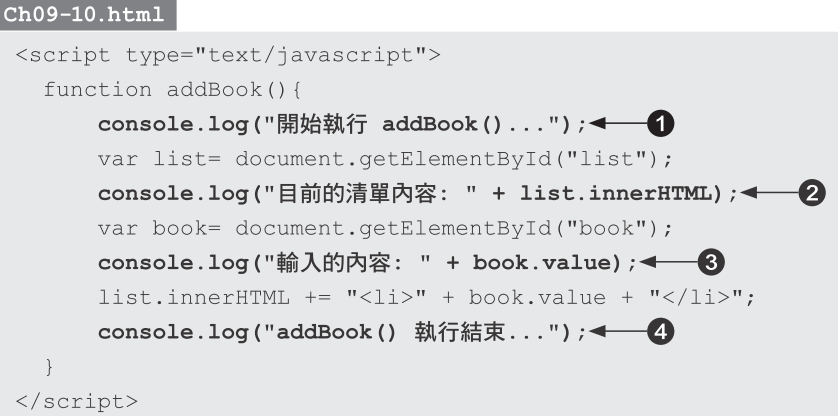 Ch09-10.html
<script type="text/javascript">
function addBook(){
console.log("開始執行 addBook()..."); ❶
var list= document.getElementById("list");
console.log("目前的清單內容: " + list.innerHTML); ❷
var book= document.getElementById("book");
console.log("輸入的內容: " + book.value); ❸
list.innerHTML += "<li>" + book.value + "</li>";
console.log("addBook() 執行結束..."); ❹
}
</script>